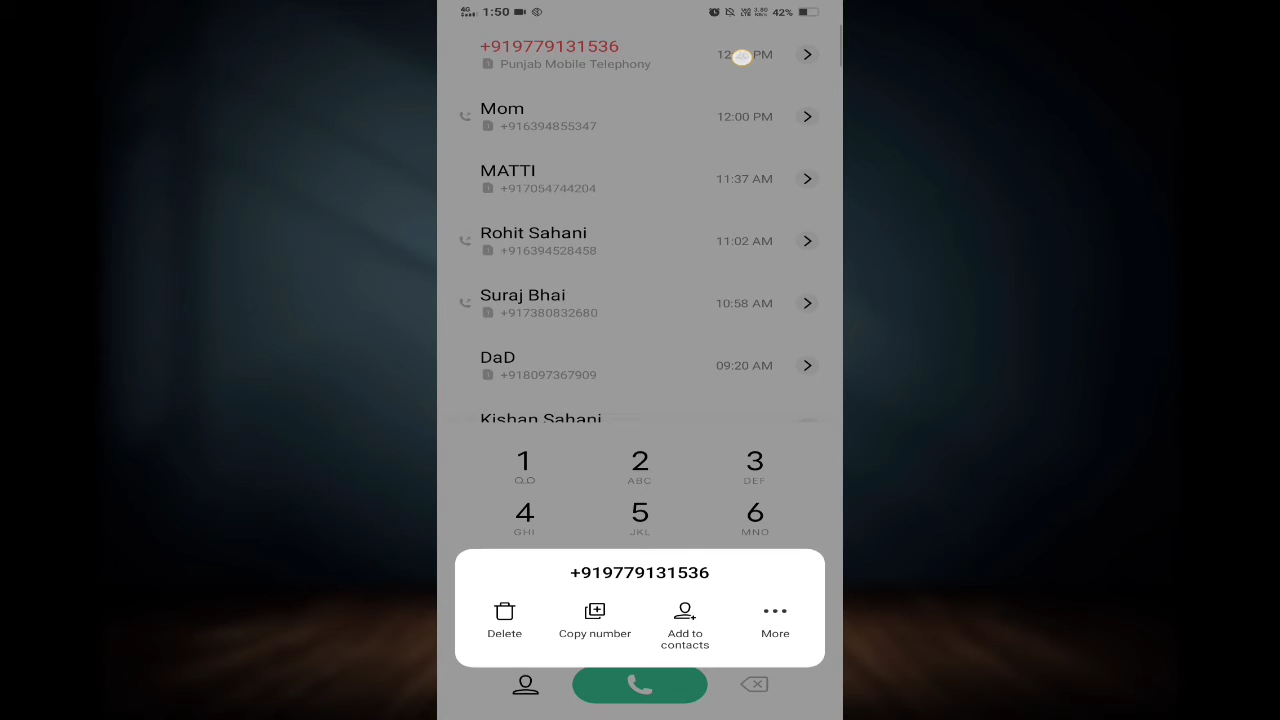 4G 1:50 42%
+919779131536
12: PM
Punjab Mobile Telephony
Mom
12:00 PM
+916394855347
MATTI
11:37 AM
+917054744204
Rohit Sahani
11:02 AM
+916394528458
Suraj Bhai
10:58 AM
+917380832680
DaD
09:20 AM
+918097367909
Kishan Sahani
1 2 3
ABC DEF
4 5 6
GHI JKL MNO
+919779131536
Delete Copy number Add to More
contacts